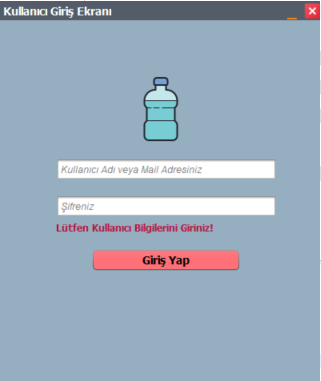 Kullanıcı Giriş Ekranı
Kullanıcı Adı veya Mail Adresiniz
Şifreniz
Lütfen Kullanıcı Bilgilerini Giriniz!
Giriş Yap